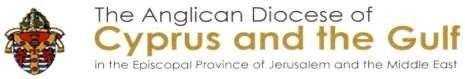 The Anglican Diocese of
Cyprus and the Gulf
in the Episcopal Province of Jerusalem and the Middle East